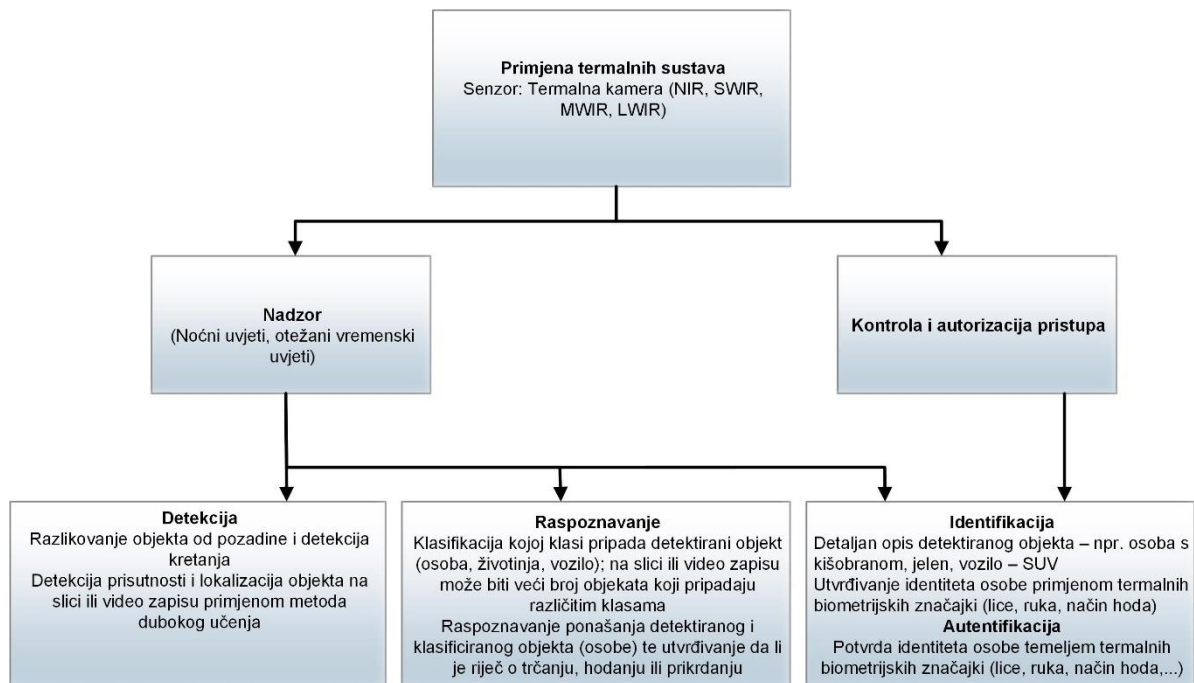 Primjena termalnih sustava
Senzor: Termalna kamera (NIR, SWIR,
MWIR, LWIR)
Nadzor
(Noćni uvjeti, otežani vremenski
uvjeti)
Kontrola i autorizacija pristupa
Detekcija
Razlikovanje objekta od pozadine i detekcija
kretanja
Detekcija prisutnosti i lokalizacija objekta na
slici ili video zapisu primjenom metoda
dubokog učenja
Raspoznavanje
Klasifikacija kojoj klasi pripada detektirani objekt
(osoba, životinja, vozilo); na slici ili video zapisu
može biti veći broj objekata koji pripadaju
različitim klasama
Raspoznavanje ponašanja detektiranog i
klasificiranog objekta (osobe) te utvrđivanje da li
je riječ o trčanju, hodanju ili prikrdanju
Identifikacija
Detaljan opis detektiranog objekta – npr. osoba s
kišobranom, jelen, vozilo – SUV
Utvrđivanje identiteta osobe primjenom termalnih
biometrijskih značajki (lice, ruka, način hoda)
Autentifikacija
Potvrda identiteta osobe temeljem termalnih
biometrijskih značajki (lice, ruka, način hoda,...)